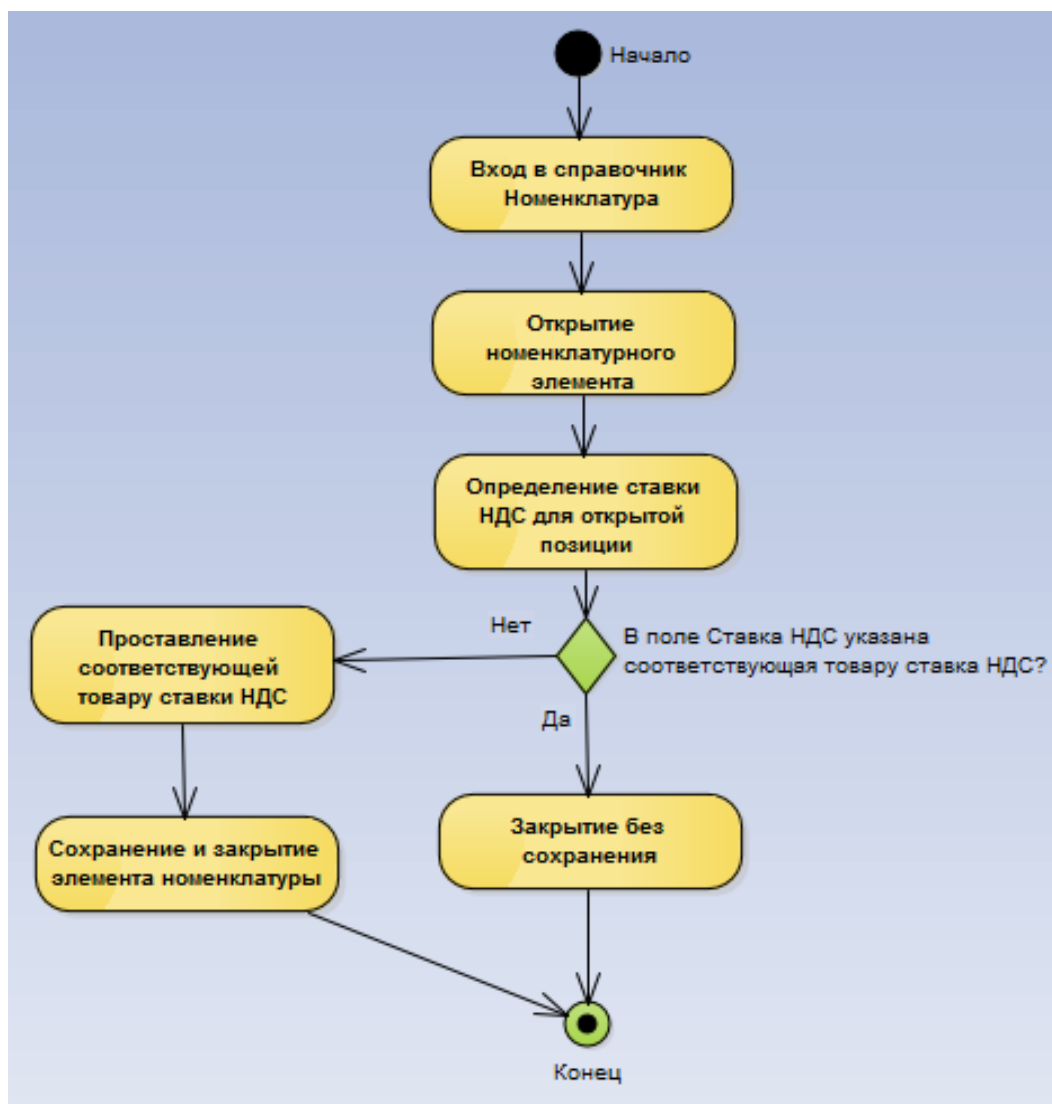 Начало
Вход в справочник
Номенклатура
Открытие
номенклатурного
элемента
Определение ставки
НДС для открытой
позиции
Нет
В поле Ставка НДС указана
соответствующая товару ставка НДС?
Проставление
соответствующей
товару ставки НДС
Да
Сохранение и закрытие
элемента номенклатуры
Закрытие без
сохранения
Конец